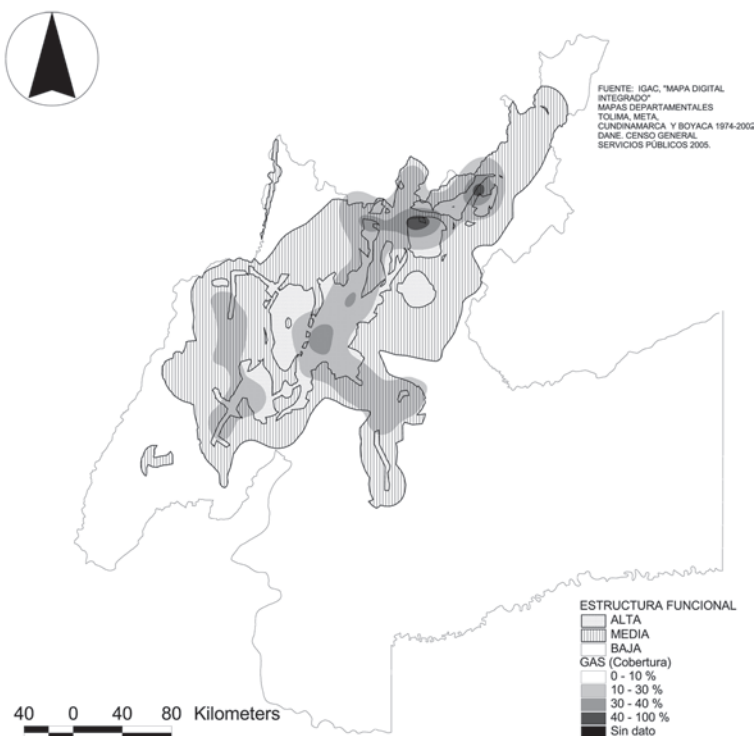 FUENTE: IGAC, "MAPA DIGITAL
INTEGRADO"
MAPAS DEPARTAMENTALES
TOLIMA, META,
CUNDINAMARCA Y BOYACA 1974-2002
DANE. CENSO GENERAL
SERVICIOS PÚBLICOS 2005.
ESTRUCTURA FUNCIONAL
ALTA
MEDIA
BAJA
GAS (Cobertura)
0 - 10 %
10 - 30 %
30 - 40 %
40 - 100 %
Sin dato
40 0 40 80 Kilometers